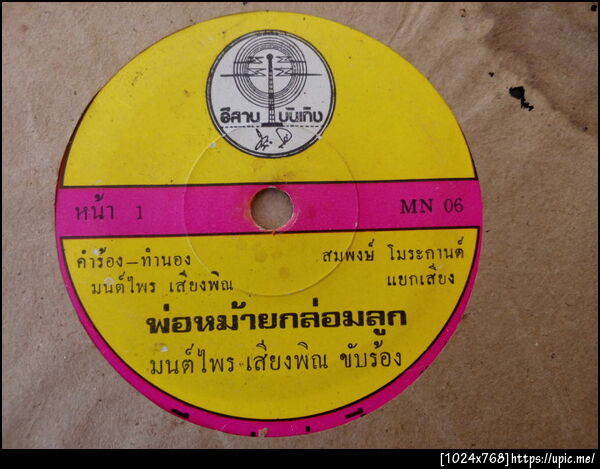 อีสาน บันเทิง
หน้า 1 MN 06
คำร้อง-ทำนอง สมพงษ์ โมระกานต์
มนต์ไพร เสียงพิณ แยกเสียง
พ่อหม้ายกล่อมลูก
มนต์ไพร เสียงพิณ ขับร้อง
[1024x768]https://upic.me/